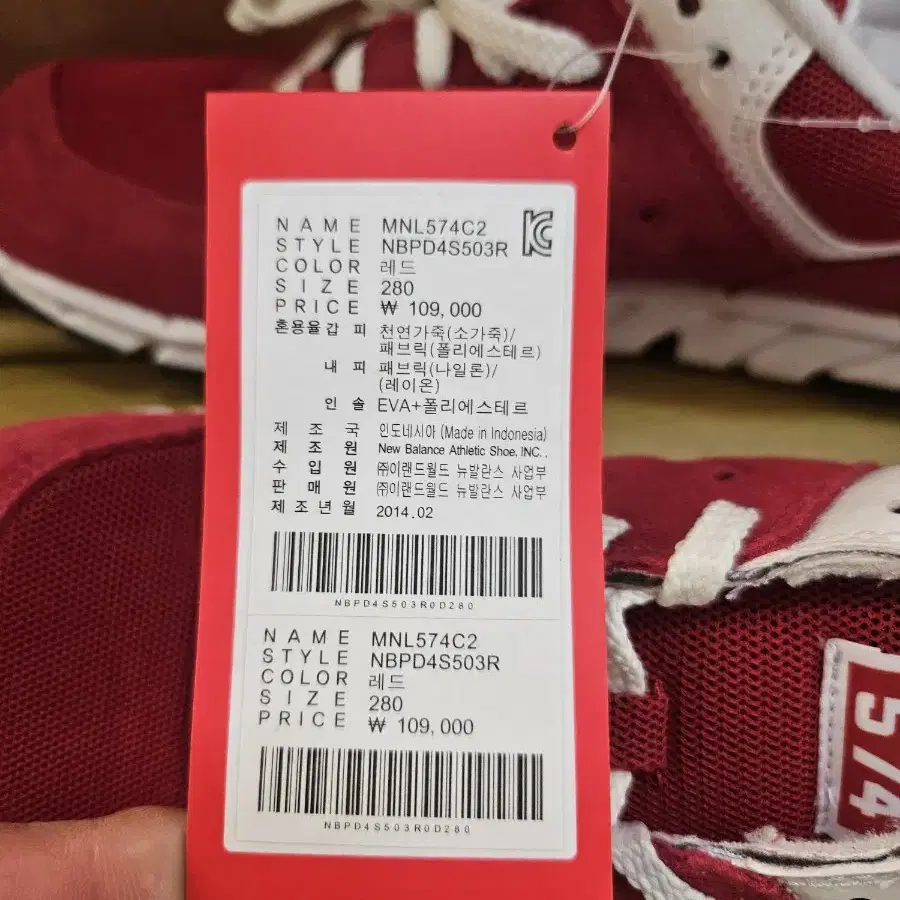 NAME MNL574C2
STYLE NBPD4S503R
COLOR 레드
SIZE 280
PRICE ₩ 109,000
혼용율갑 피 천연가죽(소가죽)/
패브릭(폴리에스테르)
내 피 패브릭(나일론)/
(레이온)
인 솔 EVA+폴리에스테르
제 조 국 인도네시아 (Made in Indonesia)
제 조 원 New Balance Athletic Shoe, INC.,
수 입 원 ㈜이랜드월드 뉴발란스 사업부
판 매 원 ㈜이랜드월드 뉴발란스 사업부
제조년월 2014.02
NBPD4S503R0D280
NAME MNL574C2
STYLE NBPD4S503R
COLOR 레드
SIZE 280
PRICE ₩ 109,000
NBPD4S503R0D280
574